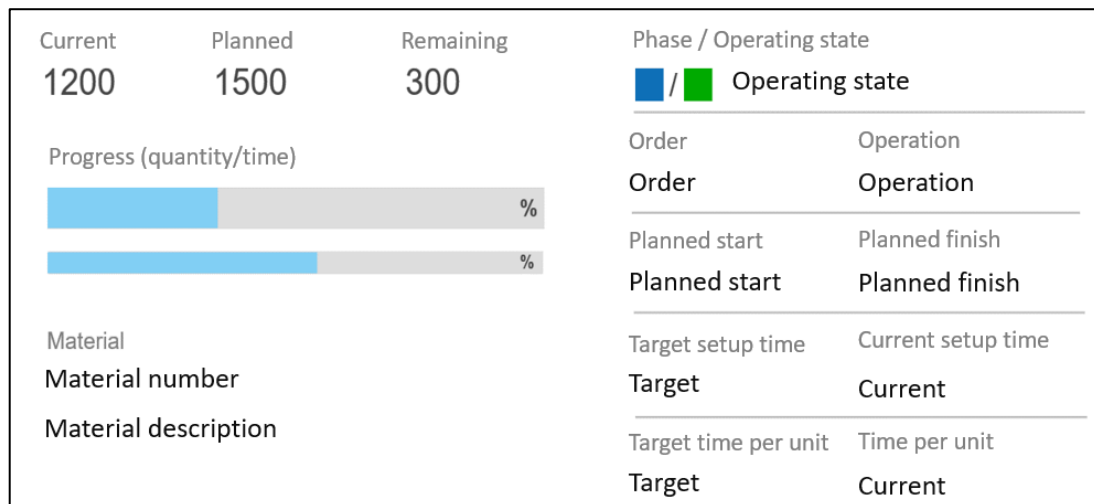 Current Planned Remaining
1200 1500 300
Progress (quantity/time)
%
%
Material
Material number
Material description
Phase / Operating state
/ Operating state
Order Operation
Order Operation
Planned start Planned finish
Planned start Planned finish
Target setup time Current setup time
Target Current
Target time per unit Time per unit
Target Current